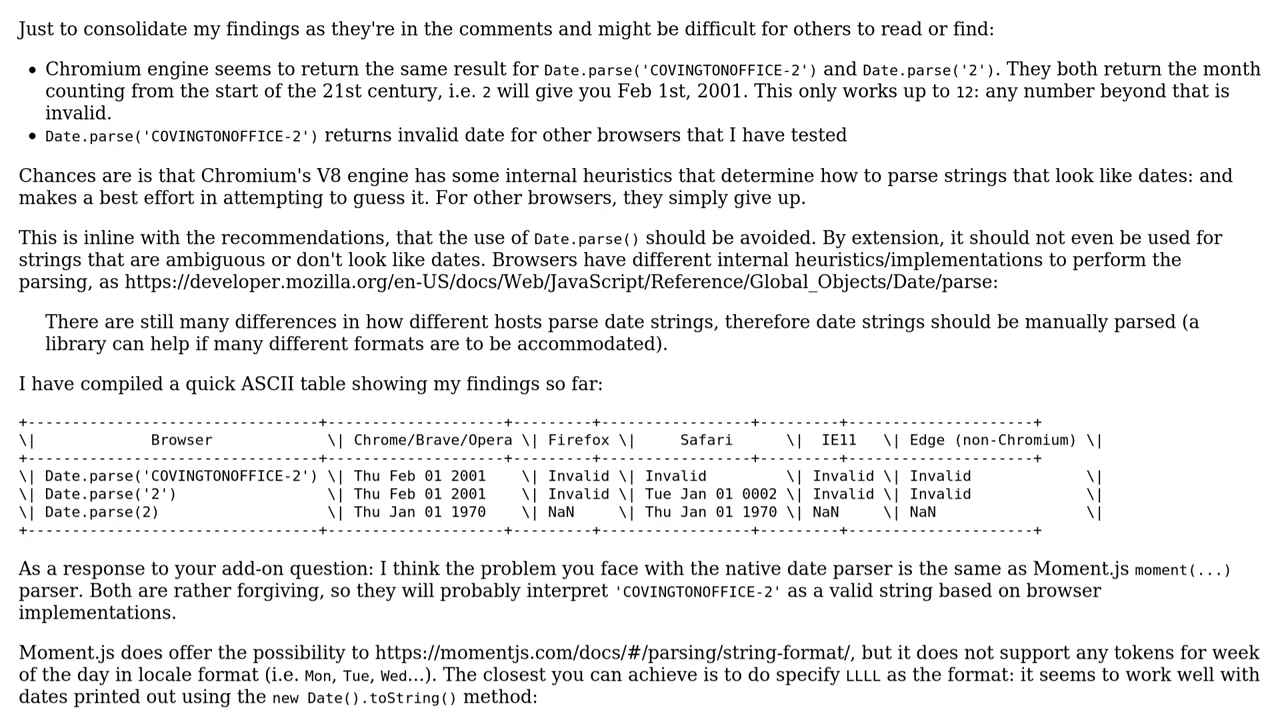 Just to consolidate my findings as they're in the comments and might be difficult for others to read or find:
• Chromium engine seems to return the same result for Date.parse('COVINGTONOFFICE-2') and Date.parse('2'). They both return the month
counting from the start of the 21st century, i.e. 2 will give you Feb 1st, 2001. This only works up to 12: any number beyond that is
invalid.
• Date.parse('COVINGTONOFFICE-2') returns invalid date for other browsers that I have tested
Chances are is that Chromium's V8 engine has some internal heuristics that determine how to parse strings that look like dates: and
makes a best effort in attempting to guess it. For other browsers, they simply give up.
This is inline with the recommendations, that the use of Date.parse() should be avoided. By extension, it should not even be used for
strings that are ambiguous or don't look like dates. Browsers have different internal heuristics/implementations to perform the
parsing, as https://developer.mozilla.org/en-US/docs/Web/JavaScript/Reference/Global_Objects/Date/parse:
There are still many differences in how different hosts parse date strings, therefore date strings should be manually parsed (a
library can help if many different formats are to be accommodated).
I have compiled a quick ASCII table showing my findings so far:
+---------------------------------+--------------------+---------+-----------------+---------+---------------------+
\|             Browser             \| Chrome/Brave/Opera \| Firefox \|     Safari      \|  IE11   \| Edge (non-Chromium) \|
+---------------------------------+--------------------+---------+-----------------+---------+---------------------+
\| Date.parse('COVINGTONOFFICE-2') \| Thu Feb 01 2001    \| Invalid \| Invalid         \| Invalid \| Invalid             \|
\| Date.parse('2')                 \| Thu Feb 01 2001    \| Invalid \| Tue Jan 01 0002 \| Invalid \| Invalid             \|
\| Date.parse(2)                   \| Thu Jan 01 1970    \| NaN     \| Thu Jan 01 1970 \| NaN     \| NaN                 \|
+---------------------------------+--------------------+---------+-----------------+---------+---------------------+
As a response to your add-on question: I think the problem you face with the native date parser is the same as Moment.js moment(...)
parser. Both are rather forgiving, so they will probably interpret 'COVINGTONOFFICE-2' as a valid string based on browser
implementations.
Moment.js does offer the possibility to https://momentjs.com/docs/#/parsing/string-format/, but it does not support any tokens for week
of the day in locale format (i.e. Mon, Tue, Wed...). The closest you can achieve is to do specify LLLL as the format: it seems to work well with
dates printed out using the new Date().toString() method: